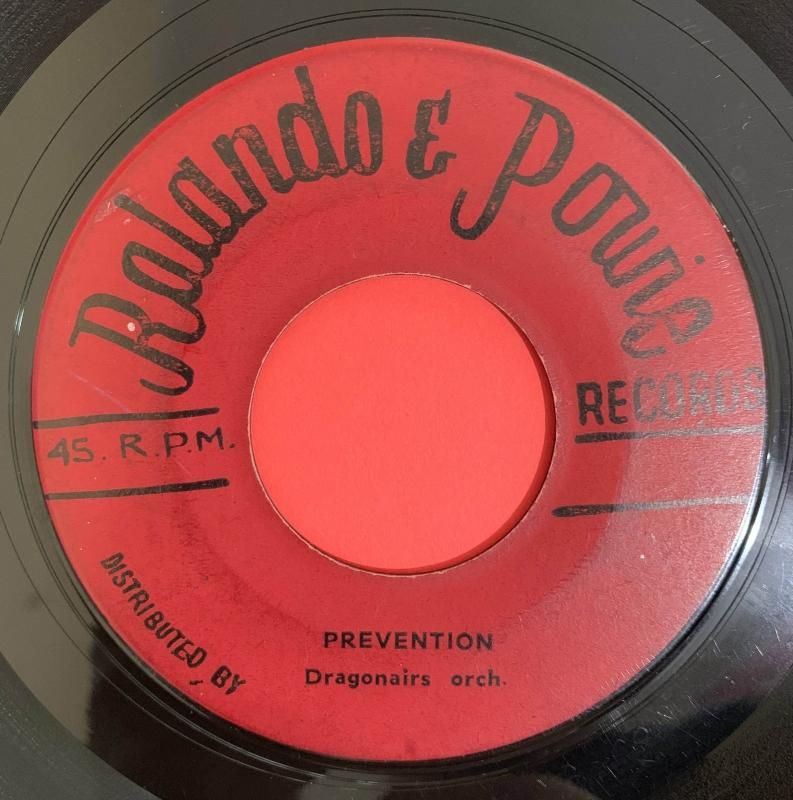 Rolando & Powie
RECORDS
45. R.P.M.
DISTRIBUTED BY
PREVENTION
Dragonairs orch.